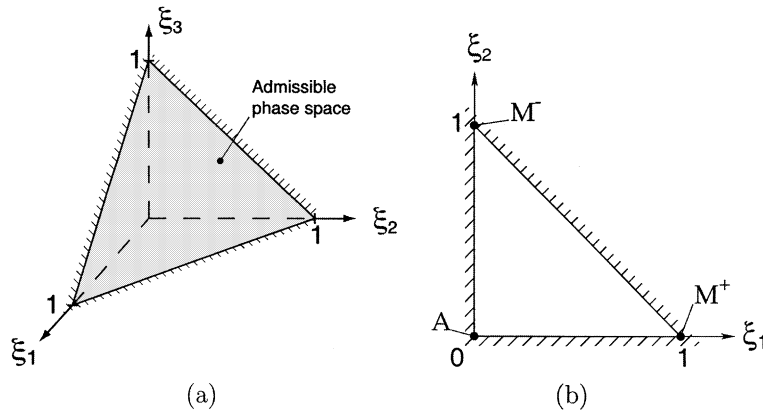 ξ3
1
Admissible
phase space
ξ2
1
1
ξ1
(a)
ξ2
1
M⁻
A
M⁺
0
1
ξ1
(b)